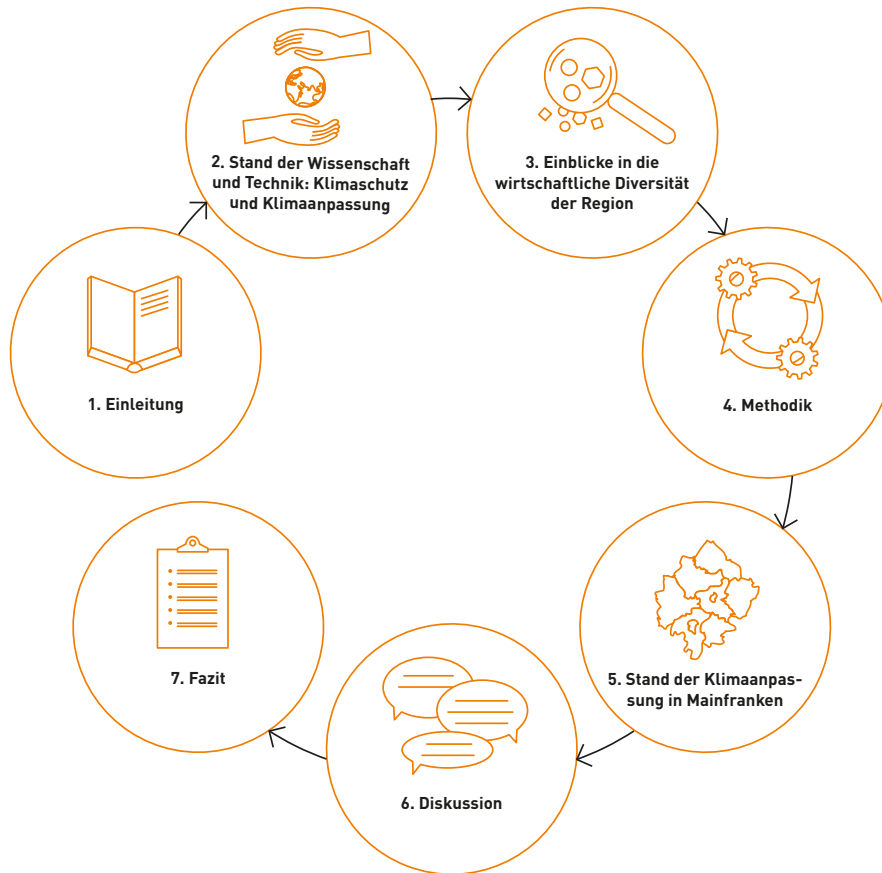 1. Einleitung
2. Stand der Wissenschaft
und Technik: Klimaschutz
und Klimaanpassung
3. Einblicke in die
wirtschaftliche Diversität
der Region
4. Methodik
5. Stand der Klimaanpas-
sung in Mainfranken
6. Diskussion
7. Fazit